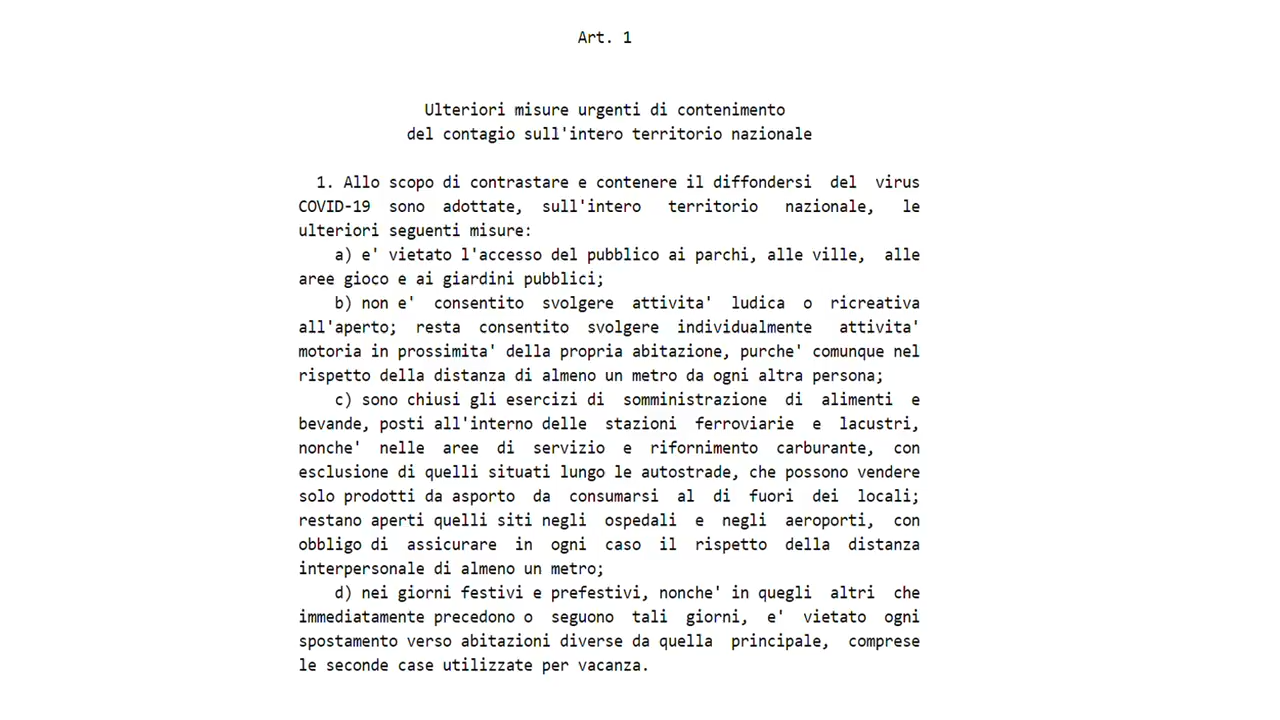 Art. 1
Ulteriori misure urgenti di contenimento
del contagio sull'intero territorio nazionale
1. Allo scopo di contrastare e contenere il diffondersi del virus
COVID-19 sono adottate, sull'intero territorio nazionale, le
ulteriori seguenti misure:
a) e' vietato l'accesso del pubblico ai parchi, alle ville, alle
aree gioco e ai giardini pubblici;
b) non e' consentito svolgere attivita' ludica o ricreativa
all'aperto; resta consentito svolgere individualmente attivita'
motoria in prossimita' della propria abitazione, purche' comunque nel
rispetto della distanza di almeno un metro da ogni altra persona;
c) sono chiusi gli esercizi di somministrazione di alimenti e
bevande, posti all'interno delle stazioni ferroviarie e lacustri,
nonche' nelle aree di servizio e rifornimento carburante, con
esclusione di quelli situati lungo le autostrade, che possono vendere
solo prodotti da asporto da consumarsi al di fuori dei locali;
restano aperti quelli siti negli ospedali e negli aeroporti, con
obbligo di assicurare in ogni caso il rispetto della distanza
interpersonale di almeno un metro;
d) nei giorni festivi e prefestivi, nonche' in quegli altri che
immediatamente precedono o seguono tali giorni, e' vietato ogni
spostamento verso abitazioni diverse da quella principale, comprese
le seconde case utilizzate per vacanza.